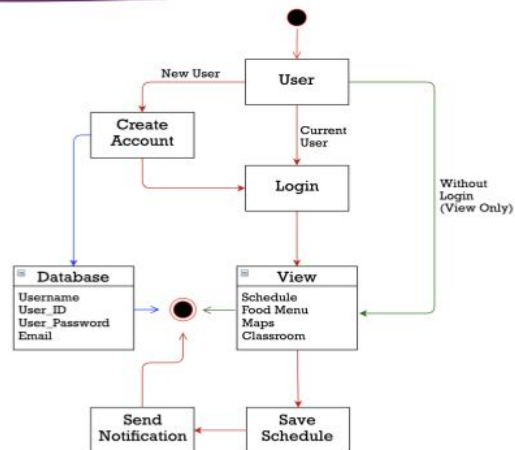 User
New User
Create
Account
Current
User
Login
Without
Login
(View Only)
Database
Username
User_ID
User_Password
Email
View
Schedule
Food Menu
Maps
Classroom
Send
Notification
Save
Schedule